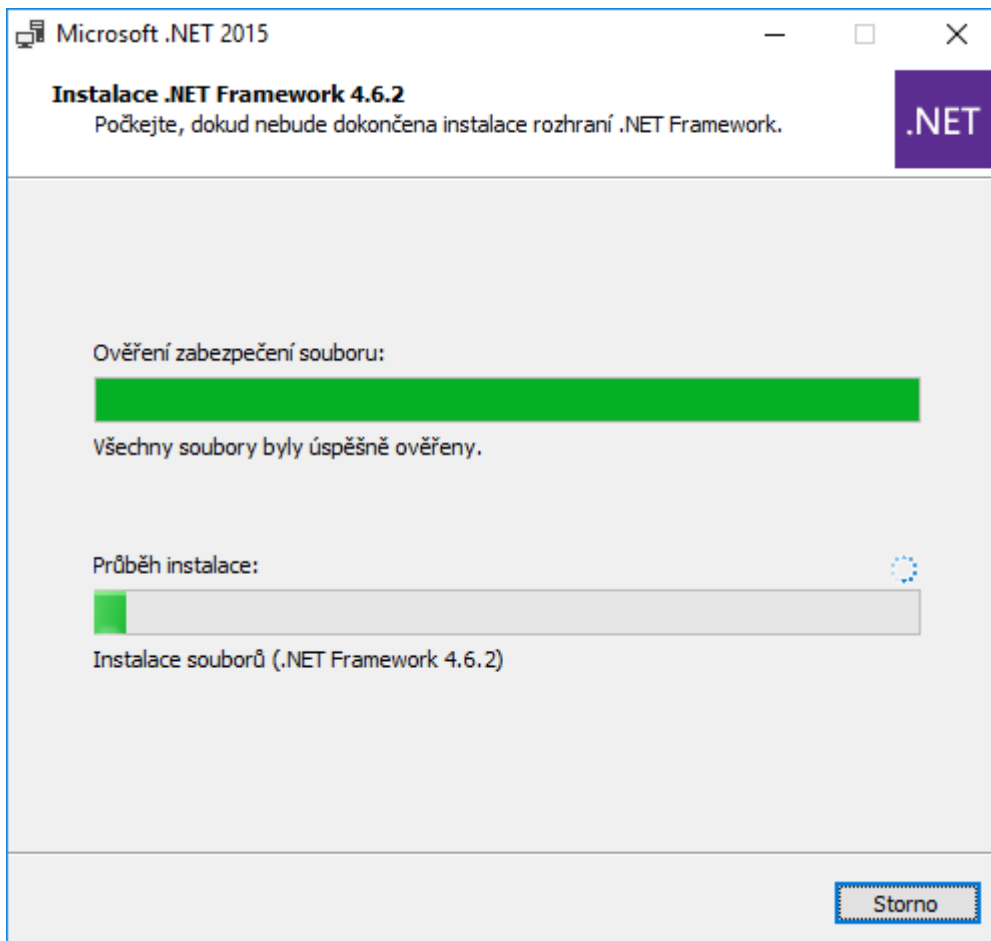 Microsoft .NET 2015
Instalace .NET Framework 4.6.2
Počkejte, dokud nebude dokončena instalace rozhraní .NET Framework.
.NET
Ověření zabezpečení souboru:
Všechny soubory byly úspěšně ověřeny.
Průběh instalace:
Instalace souborů (.NET Framework 4.6.2)
Storno